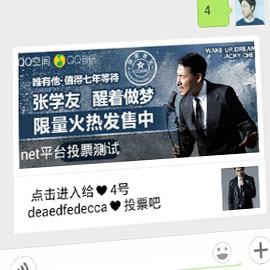 4
QQ空间 QQ音乐
WAKE UP DREAM
JACKY CHE
唯有他·值得七年等待
张学友 醒着做梦
限量火热发售中
net平台投票测试
点击进入给♥4号
deaedfedecca♥投票吧